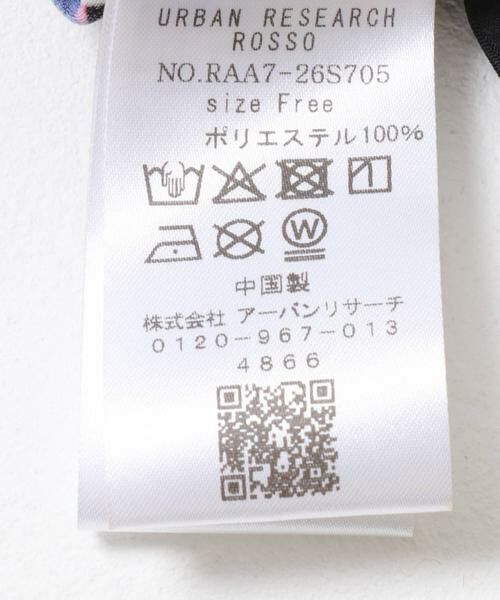 URBAN RESEARCH
ROSSO
NO.RAA7-26S705
size Free
ポリエステル100%
W
中国製
株式会社 アーバンリサーチ
0120-967-013
4866